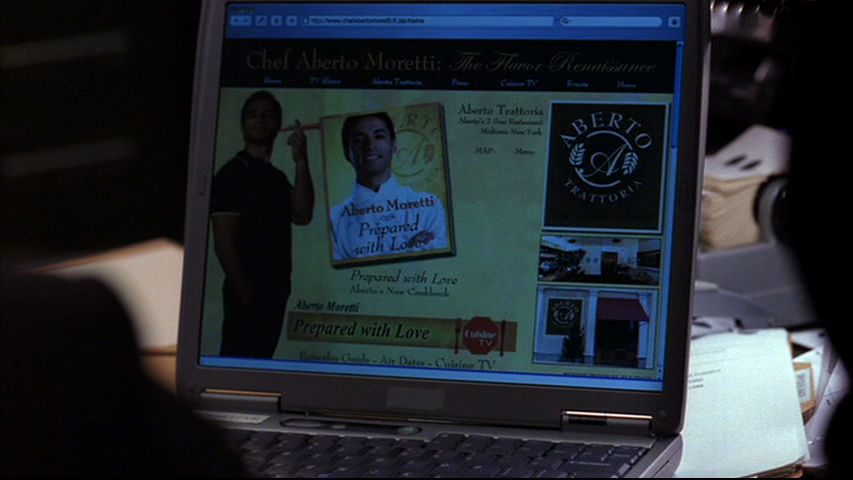 Chef Aberto Moretti: The Flavor Renaissance
Home TV Shows Aberto Trattoria Press Cuisine TV Events News
Aberto Trattoria
Aberto's 3 Star Restaurant
Midtown New York
MAP: Menu:
ABERTO
A
TRATTORIA
ABERTO
A
Aberto Moretti
Prepared
with Love
Prepared with Love
Aberto's New Cookbook
Aberto Moretti
Prepared with Love
Cuisine
TV
Episodes Guide - Air Dates - Cuisine TV
ABERTO
A